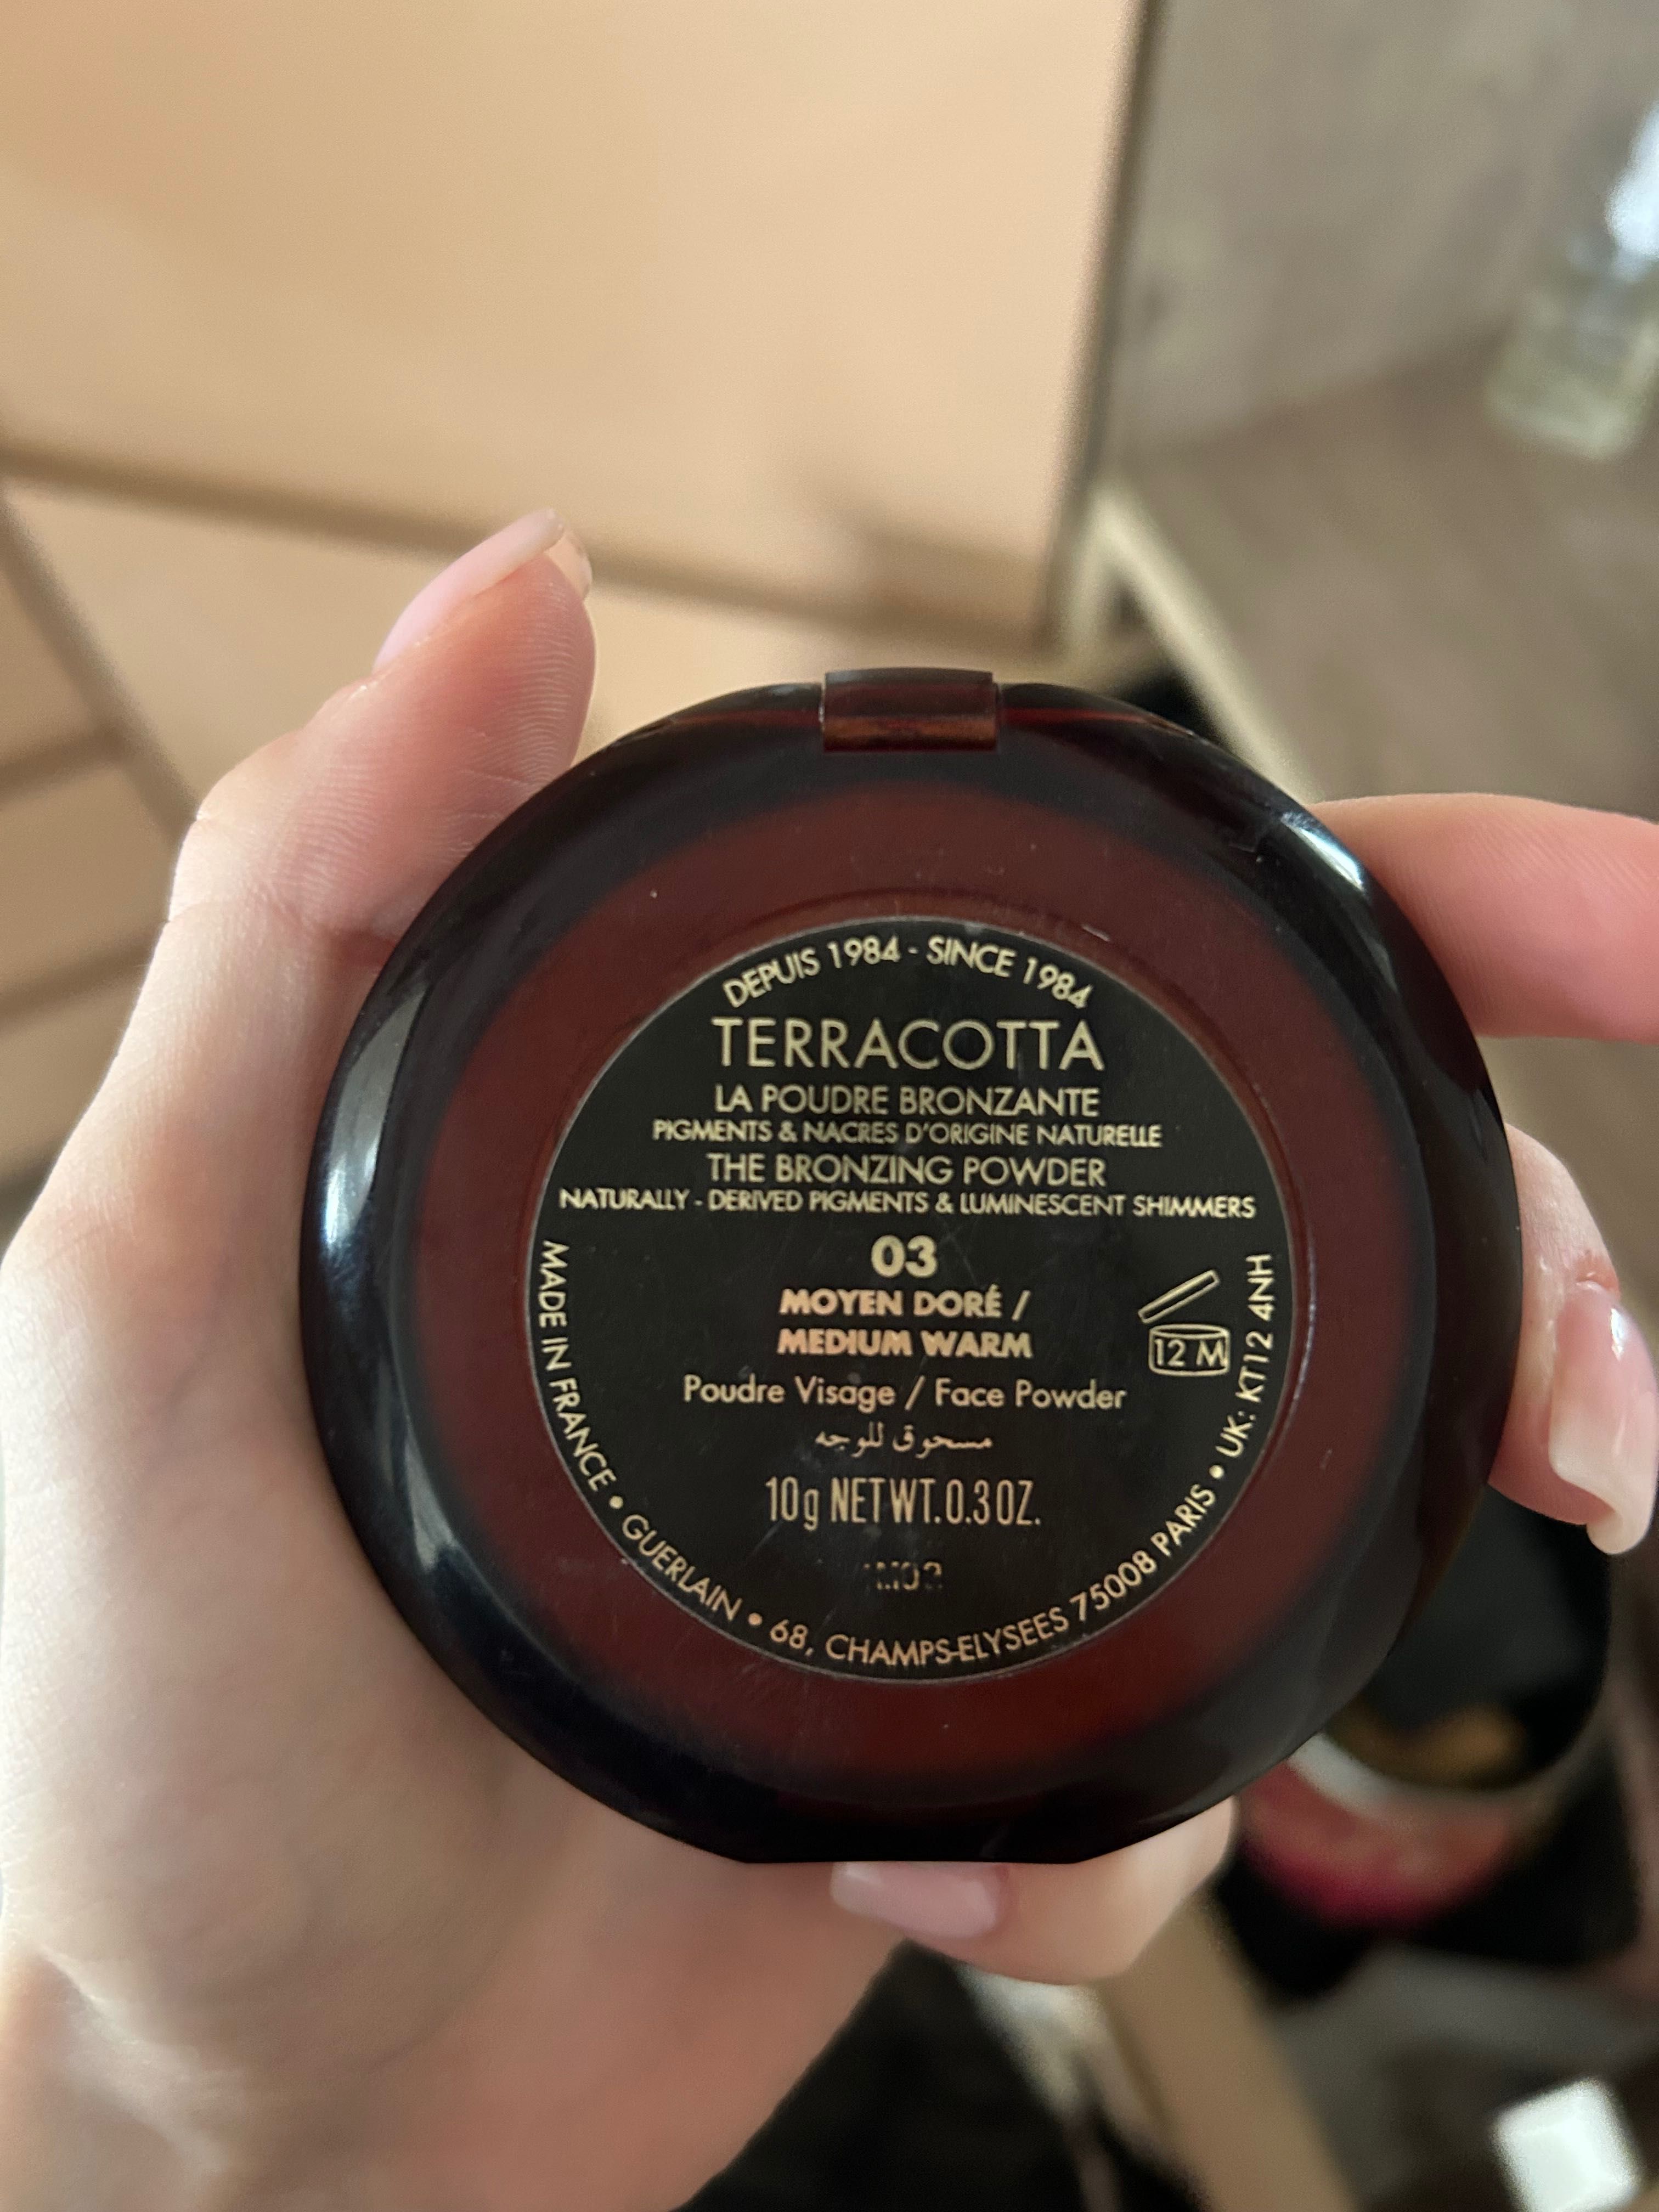 DEPUIS 1984 - SINCE 1984
TERRACOTTA
LA POUDRE BRONZANTE
PIGMENTS & NACRES D'ORIGINE NATURELLE
THE BRONZING POWDER
NATURALLY - DERIVED PIGMENTS & LUMINESCENT SHIMMERS
03
MOYEN DORÉ /
MEDIUM WARM
12 M
Poudre Visage / Face Powder
مسحوق للوجه
10g NET WT. 0.3 OZ.
MADE IN FRANCE • GUERLAIN • 68, CHAMPS-ELYSEES 75008 PARIS • UK: KT12 4NH